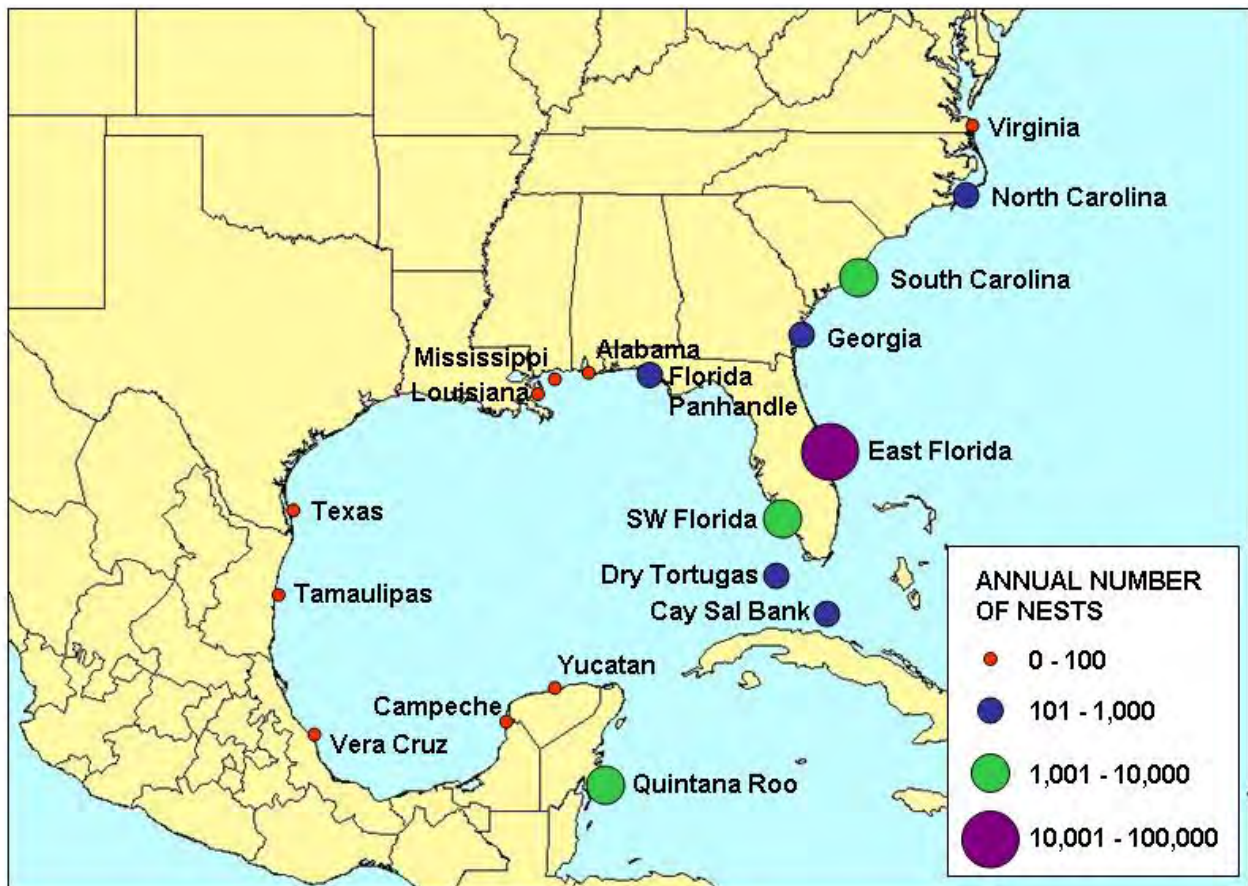 Virginia
North Carolina
South Carolina
Georgia
Mississippi
Alabama
Louisiana
Florida
Panhandle
East Florida
Texas
SW Florida
Dry Tortugas
Tamaulipas
Cay Sal Bank
Yucatan
Campeche
Vera Cruz
Quintana Roo
ANNUAL NUMBER
OF NESTS
0 - 100
101 - 1,000
1,001 - 10,000
10,001 - 100,000